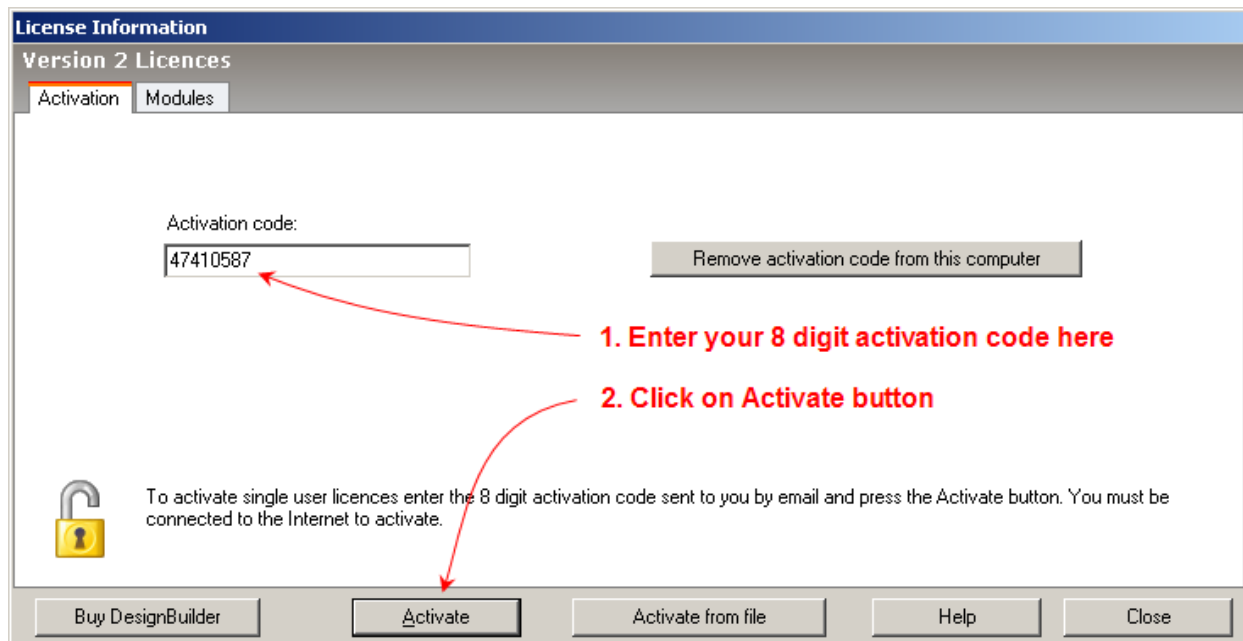 License Information
Version 2 Licences
Activation
Modules
Activation code:
47410587
Remove activation code from this computer
1. Enter your 8 digit activation code here
2. Click on Activate button
To activate single user licences enter the 8 digit activation code sent to you by email and press the Activate button. You must be
connected to the Internet to activate.
Buy DesignBuilder
Activate
Activate from file
Help
Close